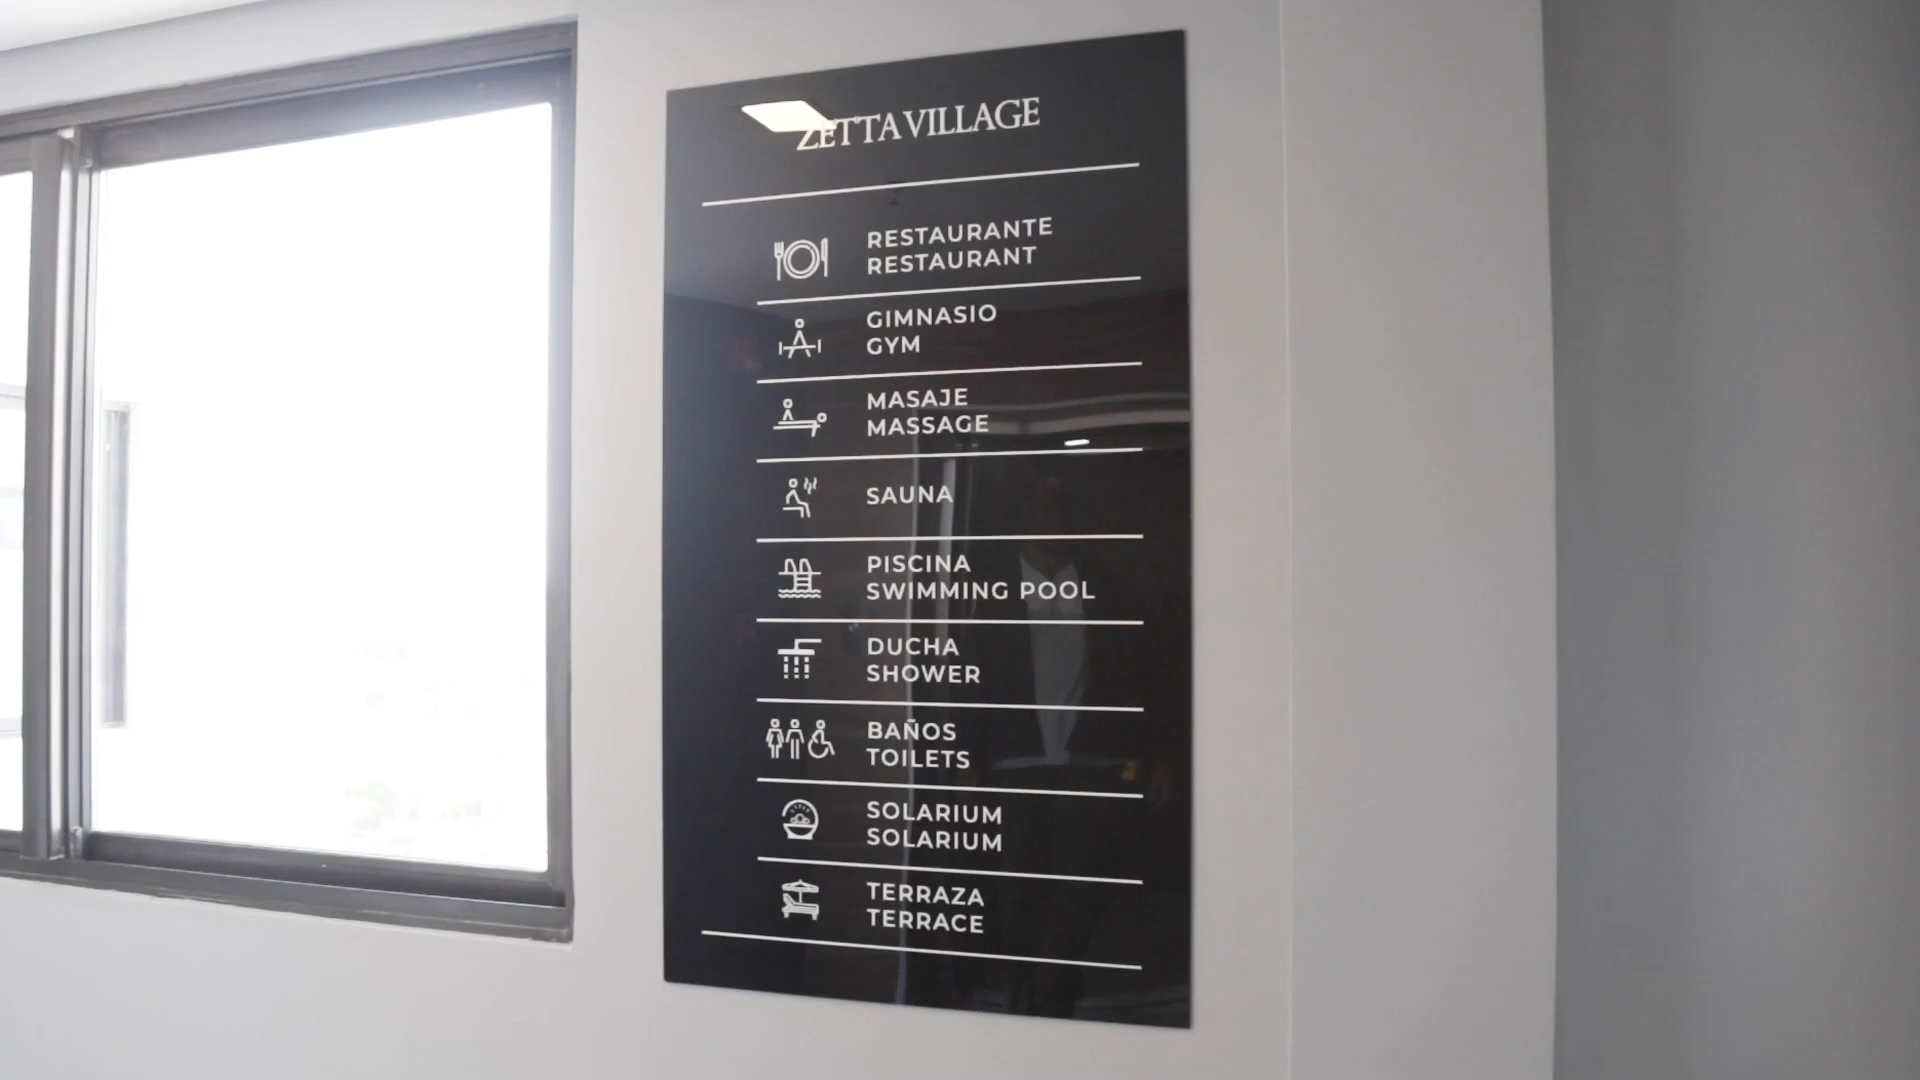 ZETTA VILLAGE
RESTAURANTE
RESTAURANT
GIMNASIO
GYM
MASAJE
MASSAGE
SAUNA
PISCINA
SWIMMING POOL
DUCHA
SHOWER
BAÑOS
TOILETS
SOLARIUM
SOLARIUM
TERRAZA
TERRACE